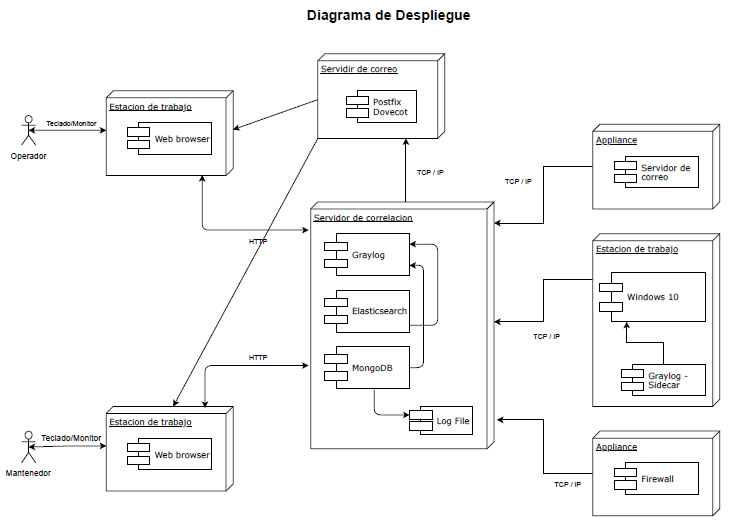 Diagrama de Despliegue
Servidir de correo
Postfix
Dovecot
Estacion de trabajo
Web browser
Teclado/Monitor
Operador
Appliance
Servidor de
correo
TCP / IP
TCP / IP
Servidor de correlacion
HTTP
Graylog
Elasticsearch
MongoDB
Log File
Estacion de trabajo
Windows 10
Graylog -
Sidecar
TCP / IP
HTTP
Estacion de trabajo
Web browser
Teclado/Monitor
Mantenedor
Appliance
Firewall
TCP / IP